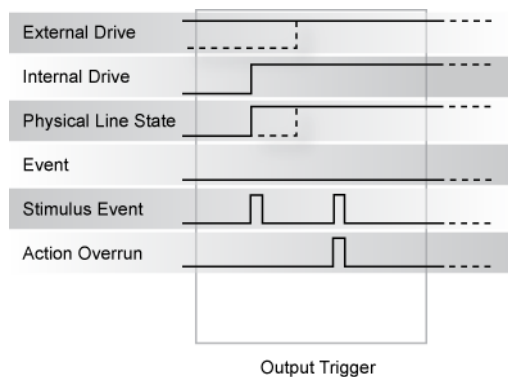 External Drive
Internal Drive
Physical Line State
Event
Stimulus Event
Action Overrun
Output Trigger